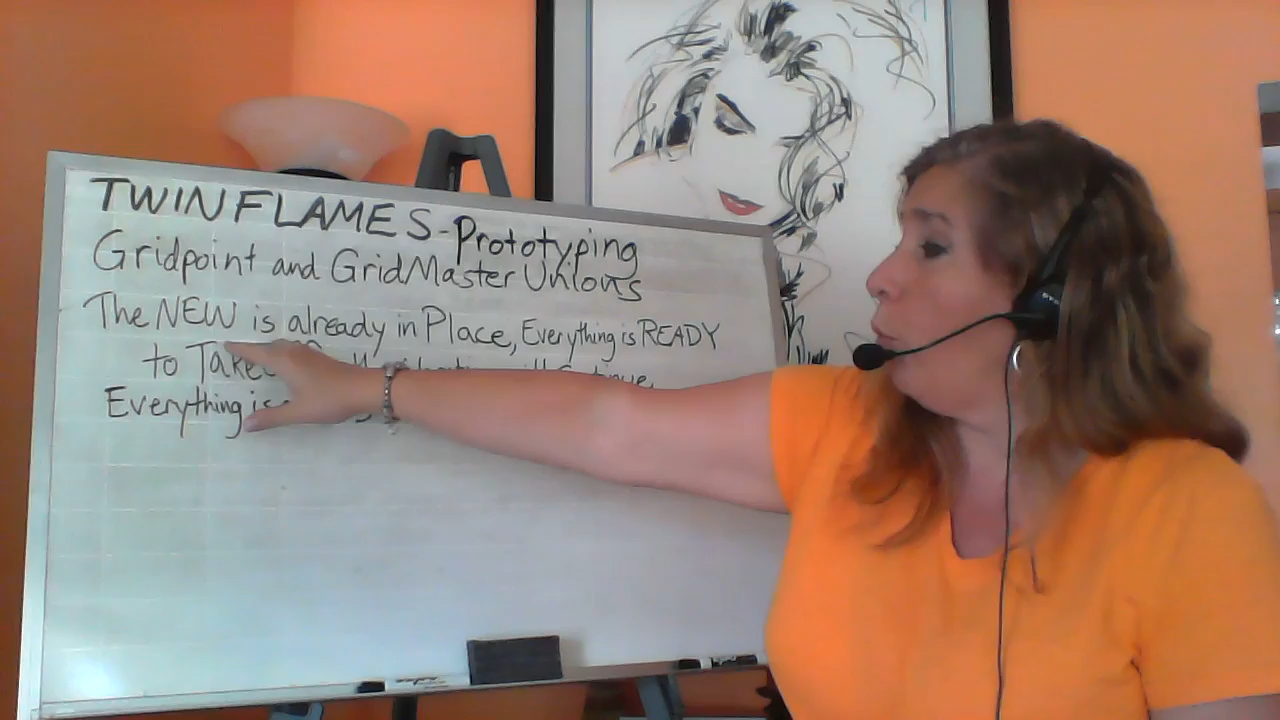 TWIN FLAMES-Prototyping
Gridpoint and GridMaster Unions
The NEW is already in Place, Everything is READY
to Take will
Everything is